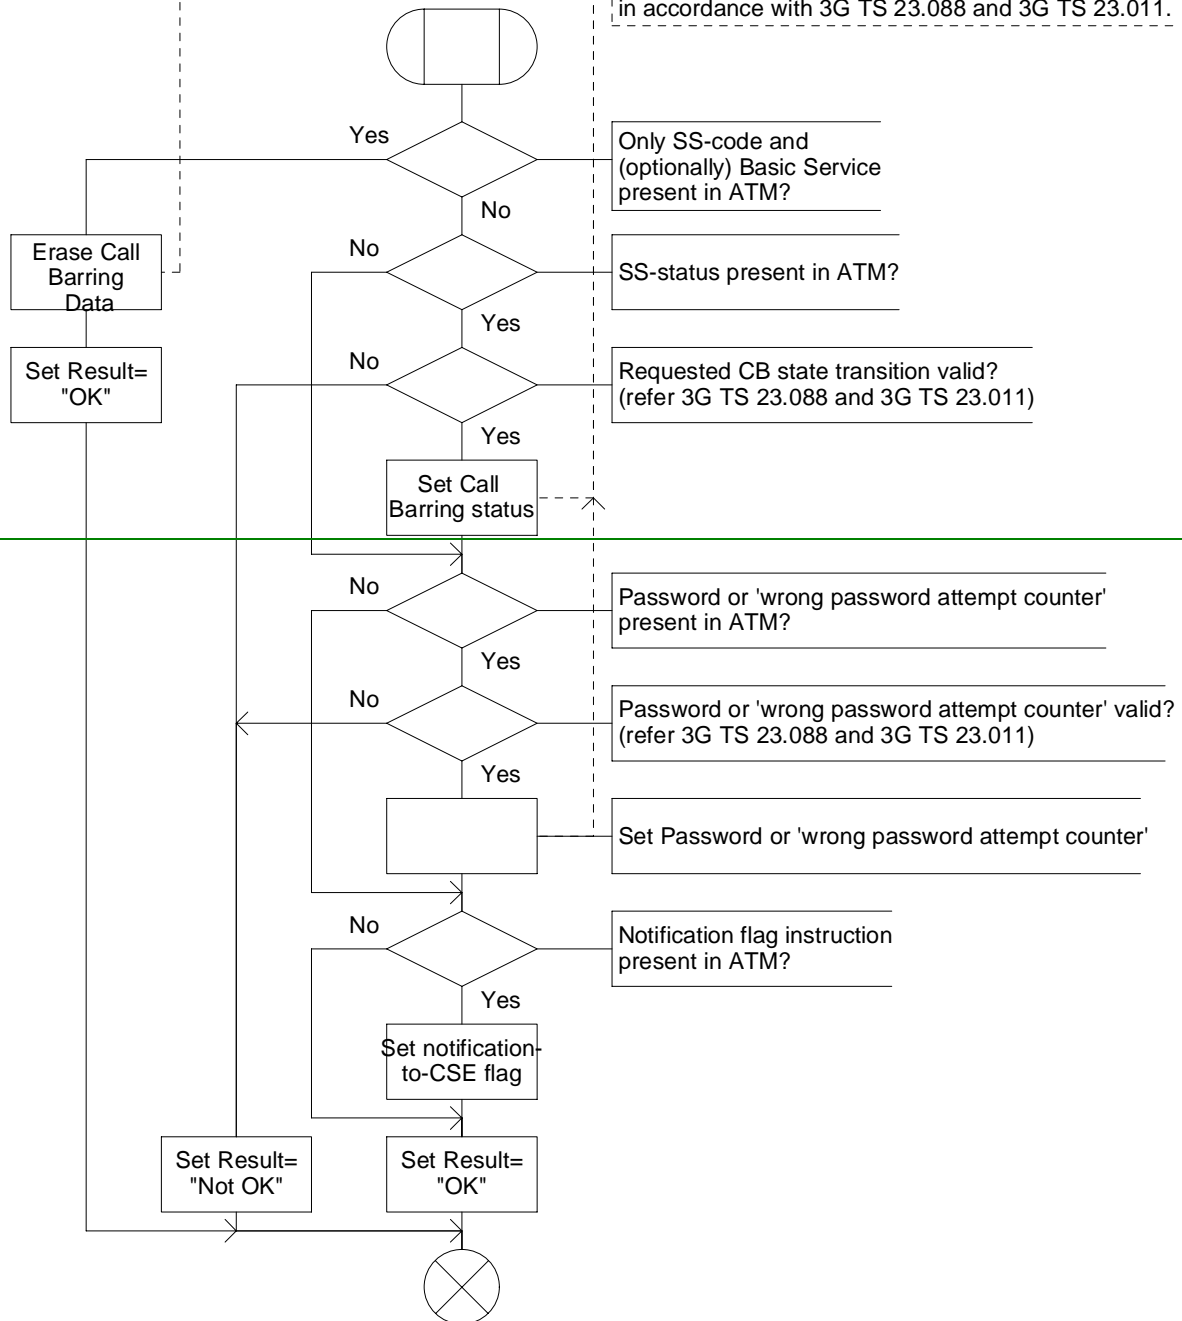 in accordance with 3G TS 23.088 and 3G TS 23.011.
Yes
Only SS-code and
(optionally) Basic Service
present in ATM?
No
Erase Call
Barring
Data
No
SS-status present in ATM?
Yes
Set Result=
"OK"
No
Requested CB state transition valid?
(refer 3G TS 23.088 and 3G TS 23.011)
Yes
Set Call
Barring status
No
Password or 'wrong password attempt counter'
present in ATM?
Yes
No
Password or 'wrong password attempt counter' valid?
(refer 3G TS 23.088 and 3G TS 23.011)
Yes
Set Password or 'wrong password attempt counter'
No
Notification flag instruction
present in ATM?
Yes
Set notification-
to-CSE flag
Set Result=
"Not OK"
Set Result=
"OK"